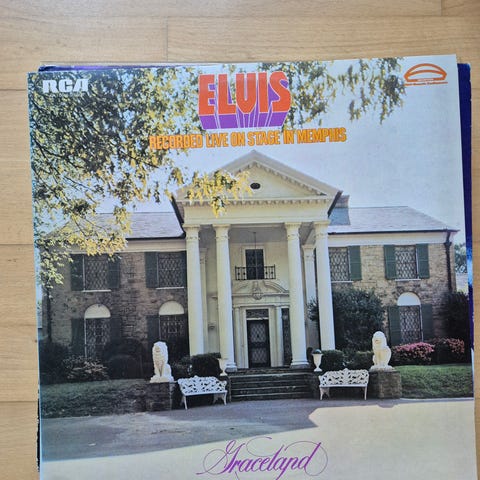 RCA
ELVIS
RECORDED LIVE ON STAGE IN MEMPHIS
Graceland